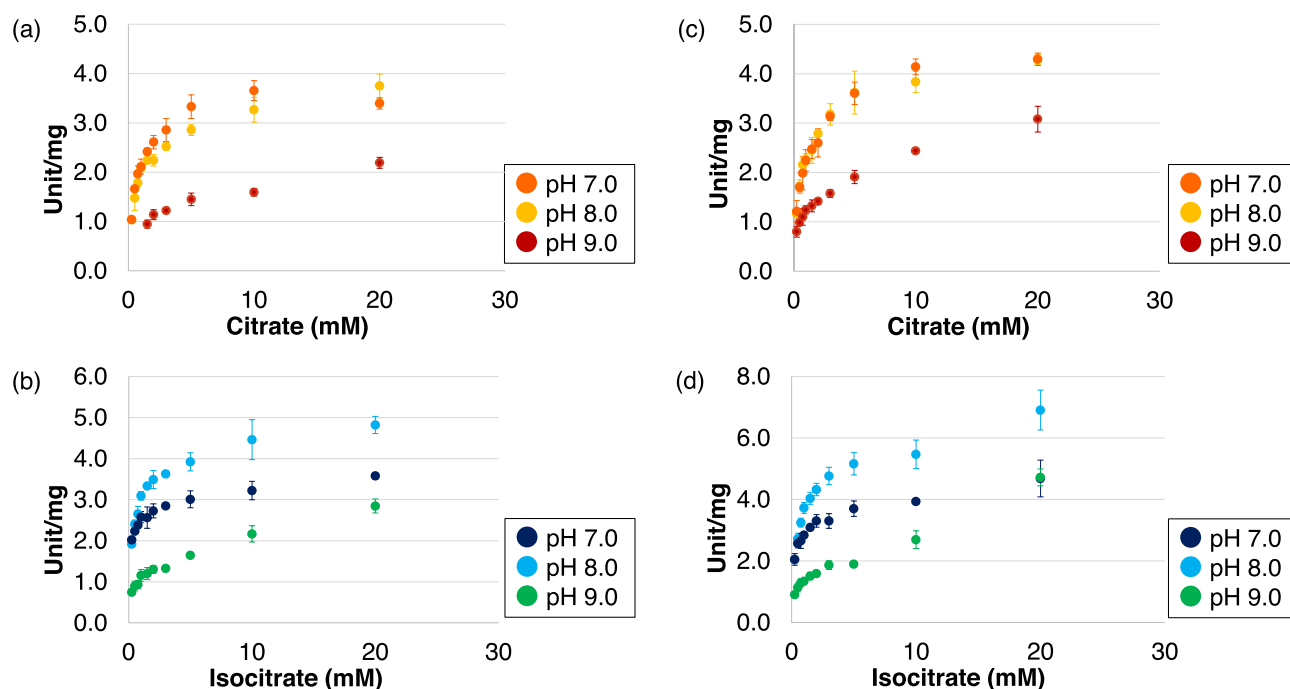 (a)
5.0
4.0
3.0
2.0
1.0
0.0
Unit/mg
0 10 20 30
Citrate (mM)
pH 7.0
pH 8.0
pH 9.0
(c)
5.0
4.0
3.0
2.0
1.0
0.0
Unit/mg
0 10 20 30
Citrate (mM)
pH 7.0
pH 8.0
pH 9.0
(b)
6.0
5.0
4.0
3.0
2.0
1.0
0.0
Unit/mg
0 10 20 30
Isocitrate (mM)
pH 7.0
pH 8.0
pH 9.0
(d)
8.0
6.0
4.0
2.0
0.0
Unit/mg
0 10 20 30
Isocitrate (mM)
pH 7.0
pH 8.0
pH 9.0